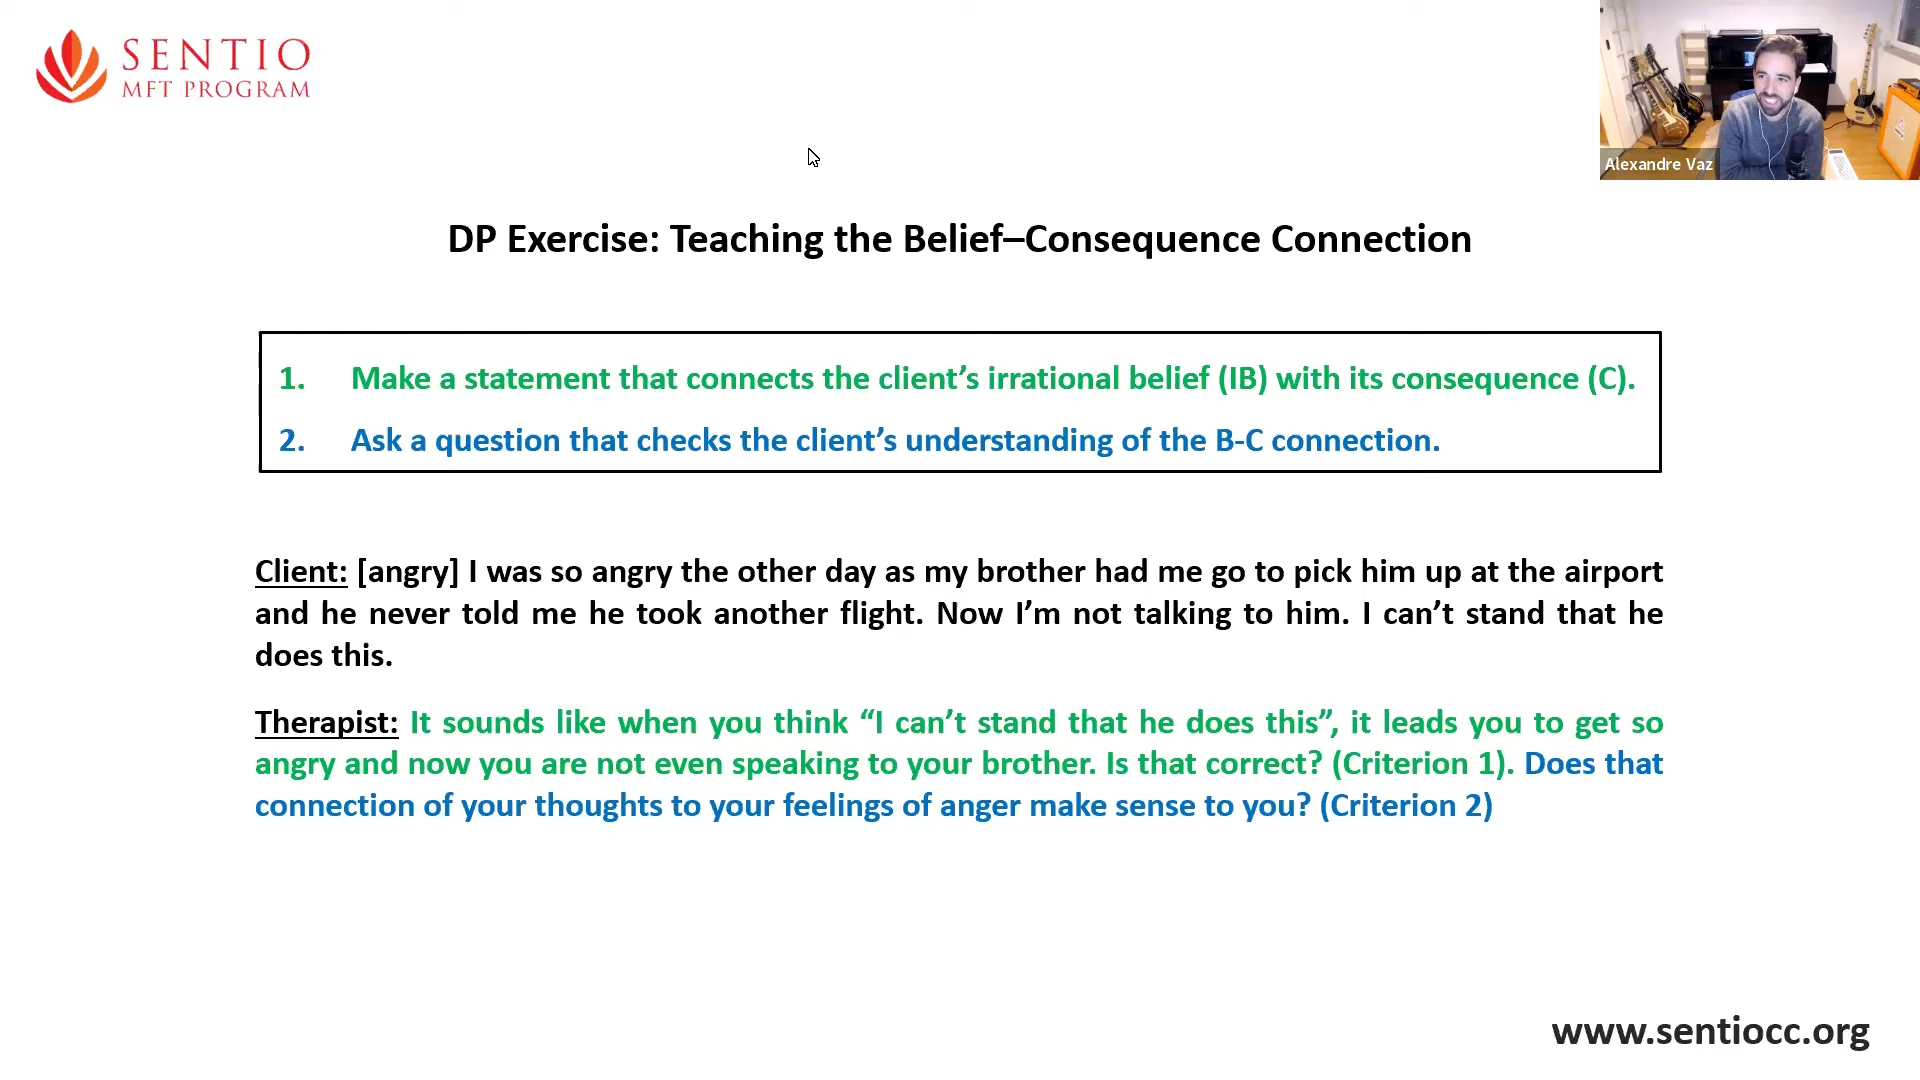 SENTIO
MFT PROGRAM
Alexandre Vaz
DP Exercise: Teaching the Belief–Consequence Connection
1. Make a statement that connects the client’s irrational belief (IB) with its consequence (C).
2. Ask a question that checks the client’s understanding of the B-C connection.
Client: [angry] I was so angry the other day as my brother had me go to pick him up at the airport
and he never told me he took another flight. Now I’m not talking to him. I can’t stand that he
does this.
Therapist: It sounds like when you think “I can’t stand that he does this”, it leads you to get so
angry and now you are not even speaking to your brother. Is that correct? (Criterion 1). Does that
connection of your thoughts to your feelings of anger make sense to you? (Criterion 2)
www.sentiocc.org